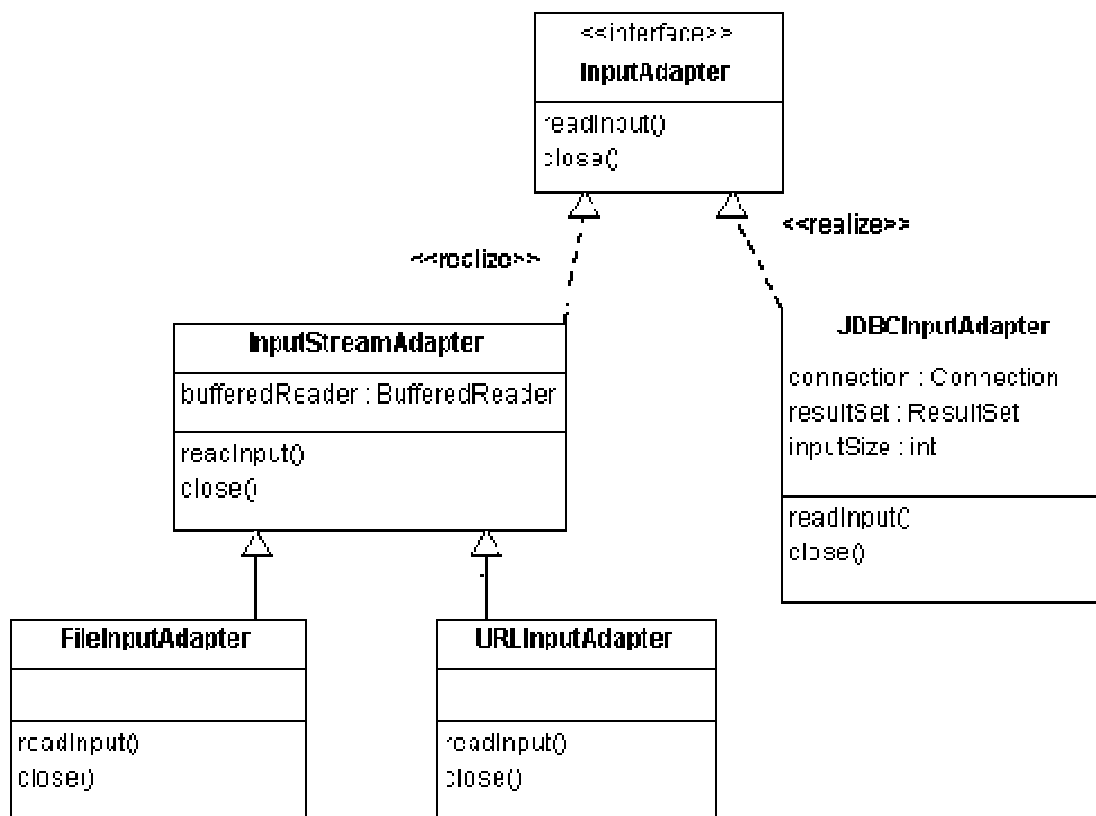 <<interface>>
InputAdapter
readInput()
close()
<<realize>>
<<realize>>
InputStreamAdapter
bufferedReader : BufferedReader
readInput()
close()
JDBCInputAdapter
connection : Connection
resultSet : ResultSet
inputSize : int
readInput()
close()
FileInputAdapter
readInput()
close()
URLInputAdapter
readInput()
close()